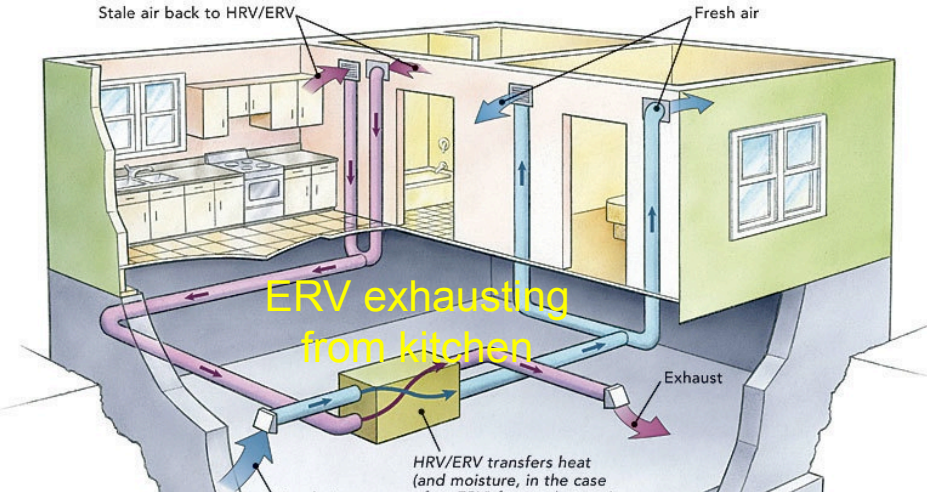 Stale air back to HRV/ERV
Fresh air
ERV exhausting
from kitchen
Exhaust
HRV/ERV transfers heat
(and moisture, in the case